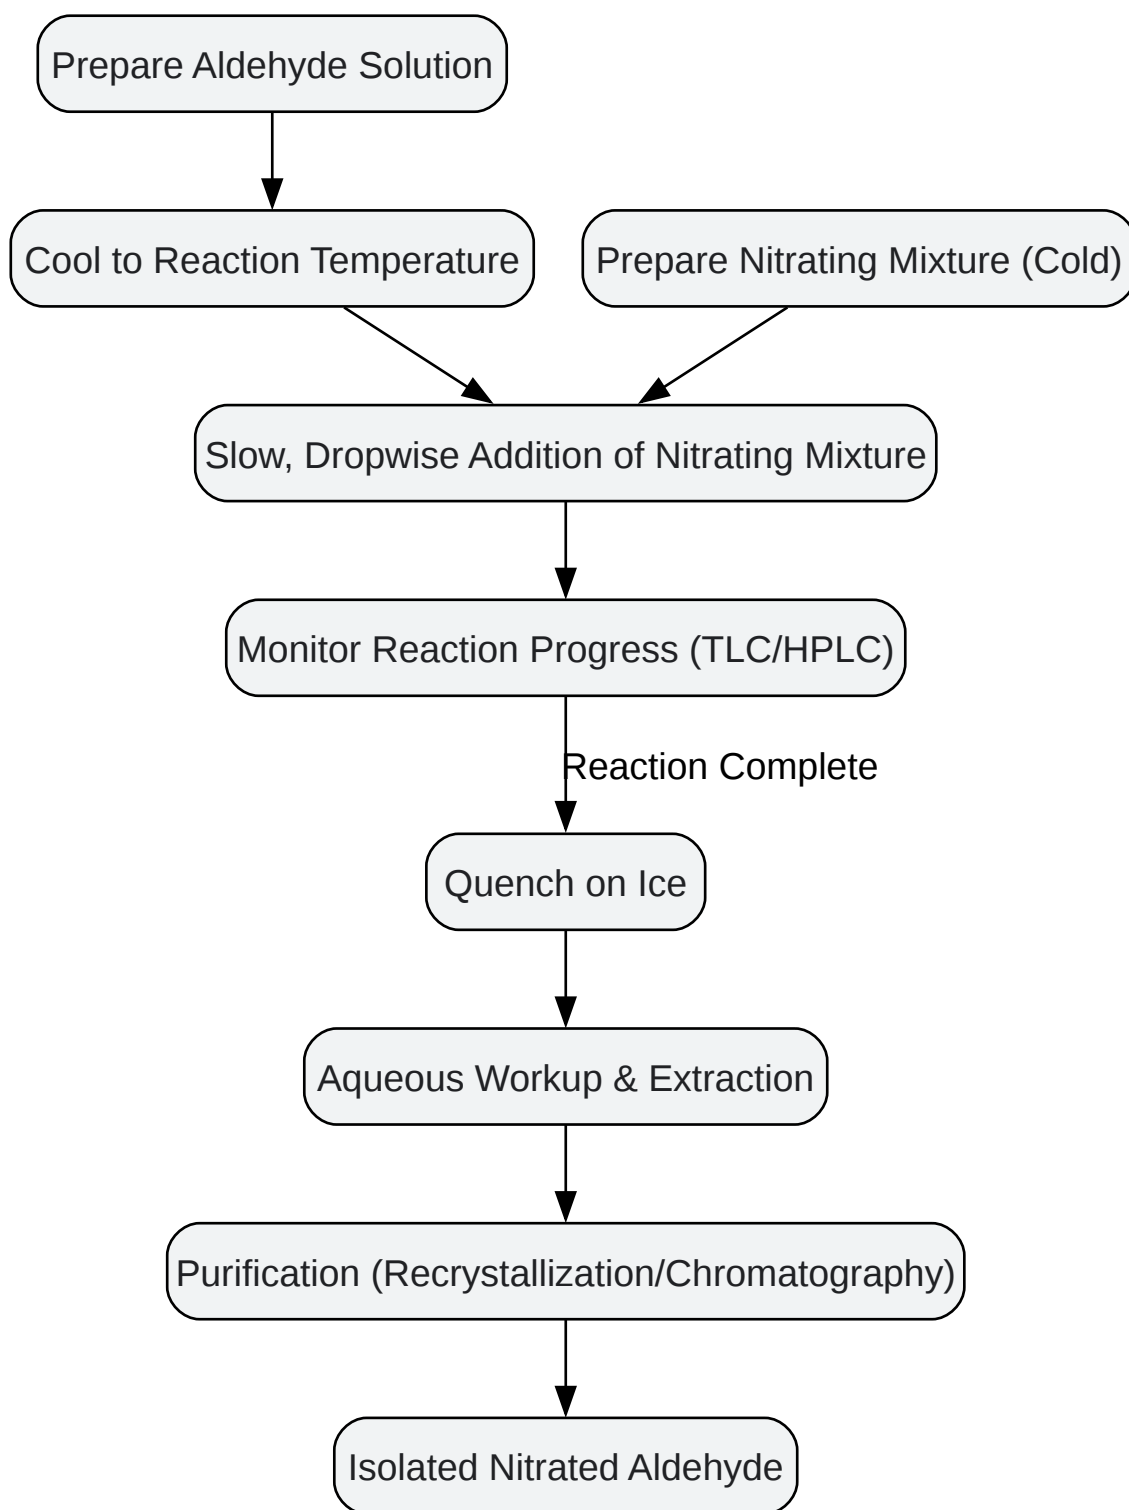 Prepare Aldehyde Solution
Cool to Reaction Temperature
Prepare Nitrating Mixture (Cold)
Slow, Dropwise Addition of Nitrating Mixture
Monitor Reaction Progress (TLC/HPLC)
Reaction Complete
Quench on Ice
Aqueous Workup & Extraction
Purification (Recrystallization/Chromatography)
Isolated Nitrated Aldehyde